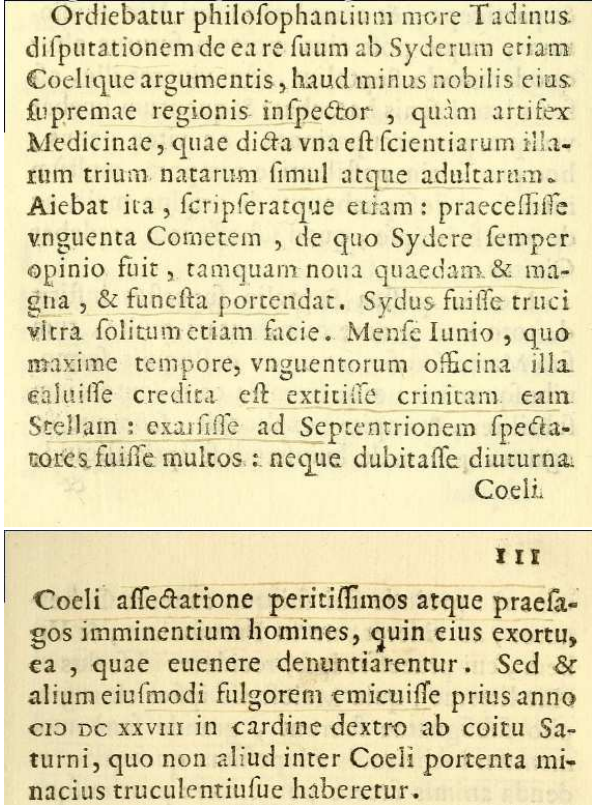 Ordiebatur philoſophantium more Tadinus
diſputationem de ea re ſuum ab Syderum etiam
Coelique argumentis, haud minus nobilis eius
ſupremae regionis inſpector , quàm artifex
Medicinae, quae dicta vna eſt ſcientiarum illa-
rum trium natarum ſimul atque adultarum.
Aiebat ita , ſcripſeratque etiam : praeceſſiſſe
vnguenta Cometem , de quo Sydere ſemper
opinio fuit , tamquam noua quaedam & ma-
gna , & funeſta portendat. Sydus fuiſſe truci
vltra ſolitum etiam facie. Menſe Iunio , quo
maxime tempore, vnguentorum officina illa
caluiſſe credita eſt extitiſſe crinitam eam
Stellam : exarſiſſe ad Septentrionem ſpecta-
tores fuiſſe multos : neque dubitaſſe diuturna
Coeli
III
Coeli aſſectatione peritiſſimos atque praeſa-
gos imminentium homines, quin eius exortu,
ea , quae euenere denuntiarentur. Sed &
alium eiuſmodi fulgorem emicuiſſe prius anno
CIↃ DC XXVIII in cardine dextro ab coitu Sa-
turni, quo non aliud inter Coeli portenta mi-
nacius truculentiuſue haberetur.